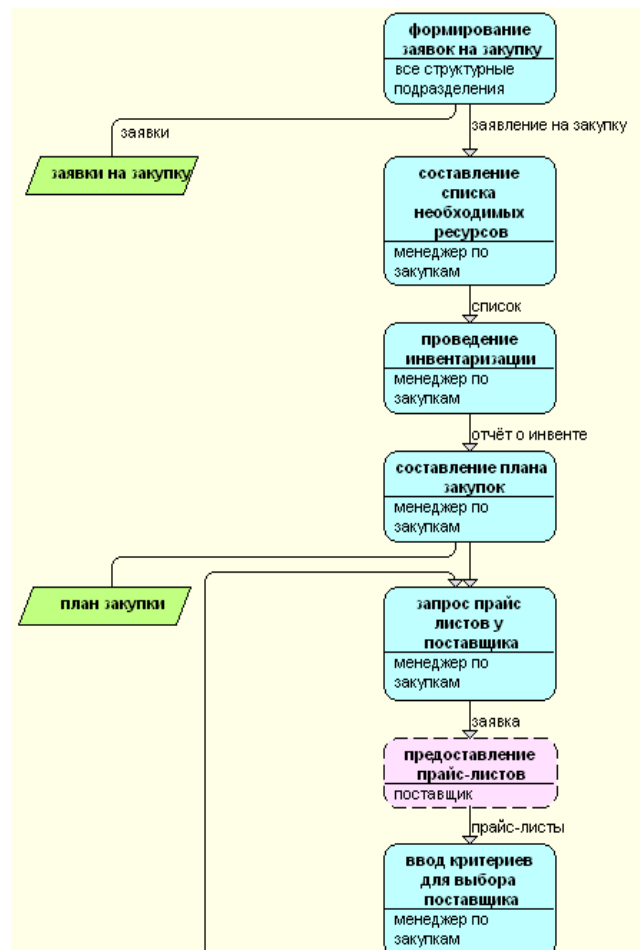 формирование
заявок на закупку
все структурные
подразделения
заявки
заявление на закупку
заявки на закупку
составление
списка
необходимых
ресурсов
менеджер по
закупкам
список
проведение
инвентаризации
менеджер по
закупкам
отчёт о инвенте
составление плана
закупок
менеджер по
закупкам
план закупки
запрос прайс
листов у
поставщика
менеджер по
закупкам
заявка
предоставление
прайс-листов
поставщик
прайс-листы
ввод критериев
для выбора
поставщика
менеджер по
закупкам